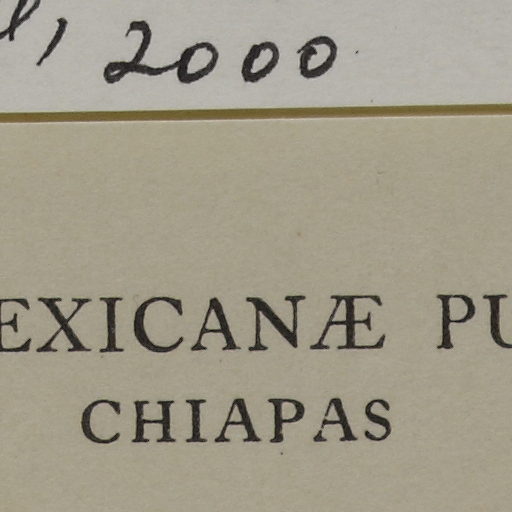 , 2000
EXICANÆ PU
CHIAPAS